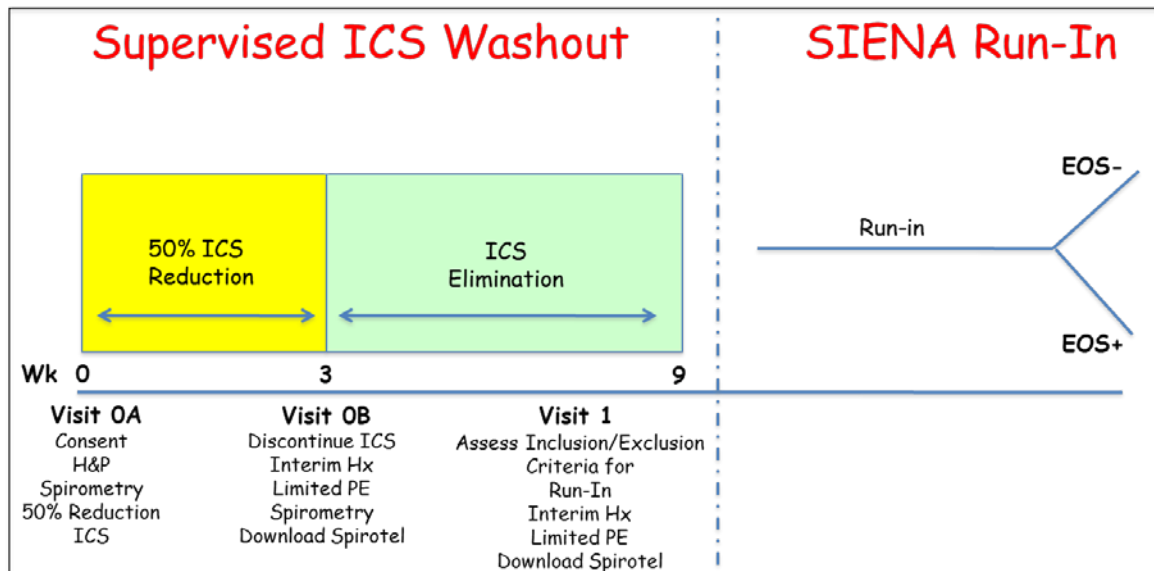 Supervised ICS Washout
SIENA Run-In
50% ICS
Reduction
ICS
Elimination
Run-in
EOS-
EOS+
Wk 0
3
9
Visit 0A
Consent
H&P
Spirometry
50% Reduction
ICS
Visit 0B
Discontinue ICS
Interim Hx
Limited PE
Spirometry
Download Spirotel
Visit 1
Assess Inclusion/Exclusion
Criteria for
Run-In
Interim Hx
Limited PE
Download Spirotel